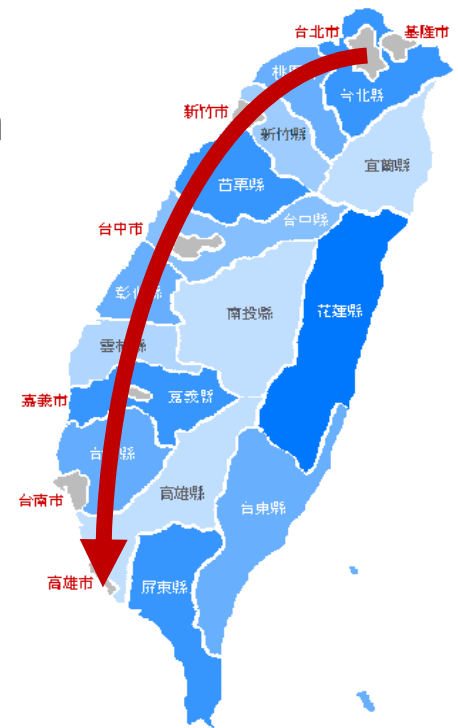 台北市
基隆市
桃
台北縣
新竹市
新竹縣
宜蘭縣
苗栗縣
台中市
台中縣
彰化縣
南投縣
花蓮縣
雲林縣
嘉義市
嘉義縣
台 縣
台南市
高雄縣
台東縣
高雄市
屏東縣